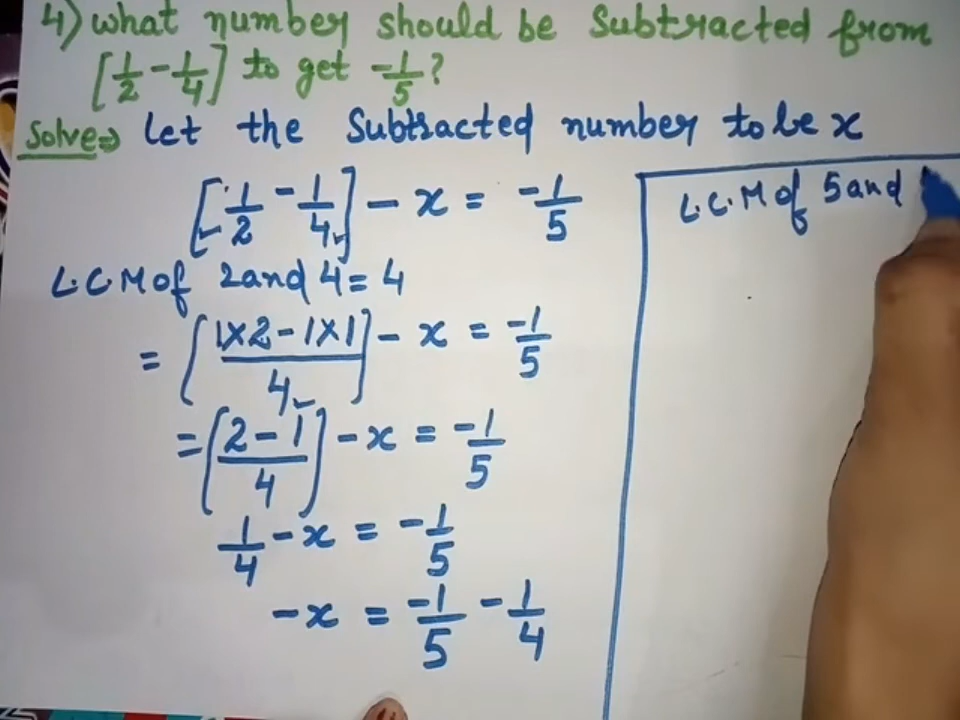 4) What number should be Subtracted from
[1/2 - 1/4] to get -1/5?
Solve⇒ Let the Subtracted number to be x
[1/2 - 1/4] - x = -1/5
L.C.M of 2 and 4 = 4
= [1×2 - 1×1 / 4] - x = -1/5
= [2 - 1 / 4] - x = -1/5
1/4 - x = -1/5
-x = -1/5 - 1/4
L.C.M of 5 and